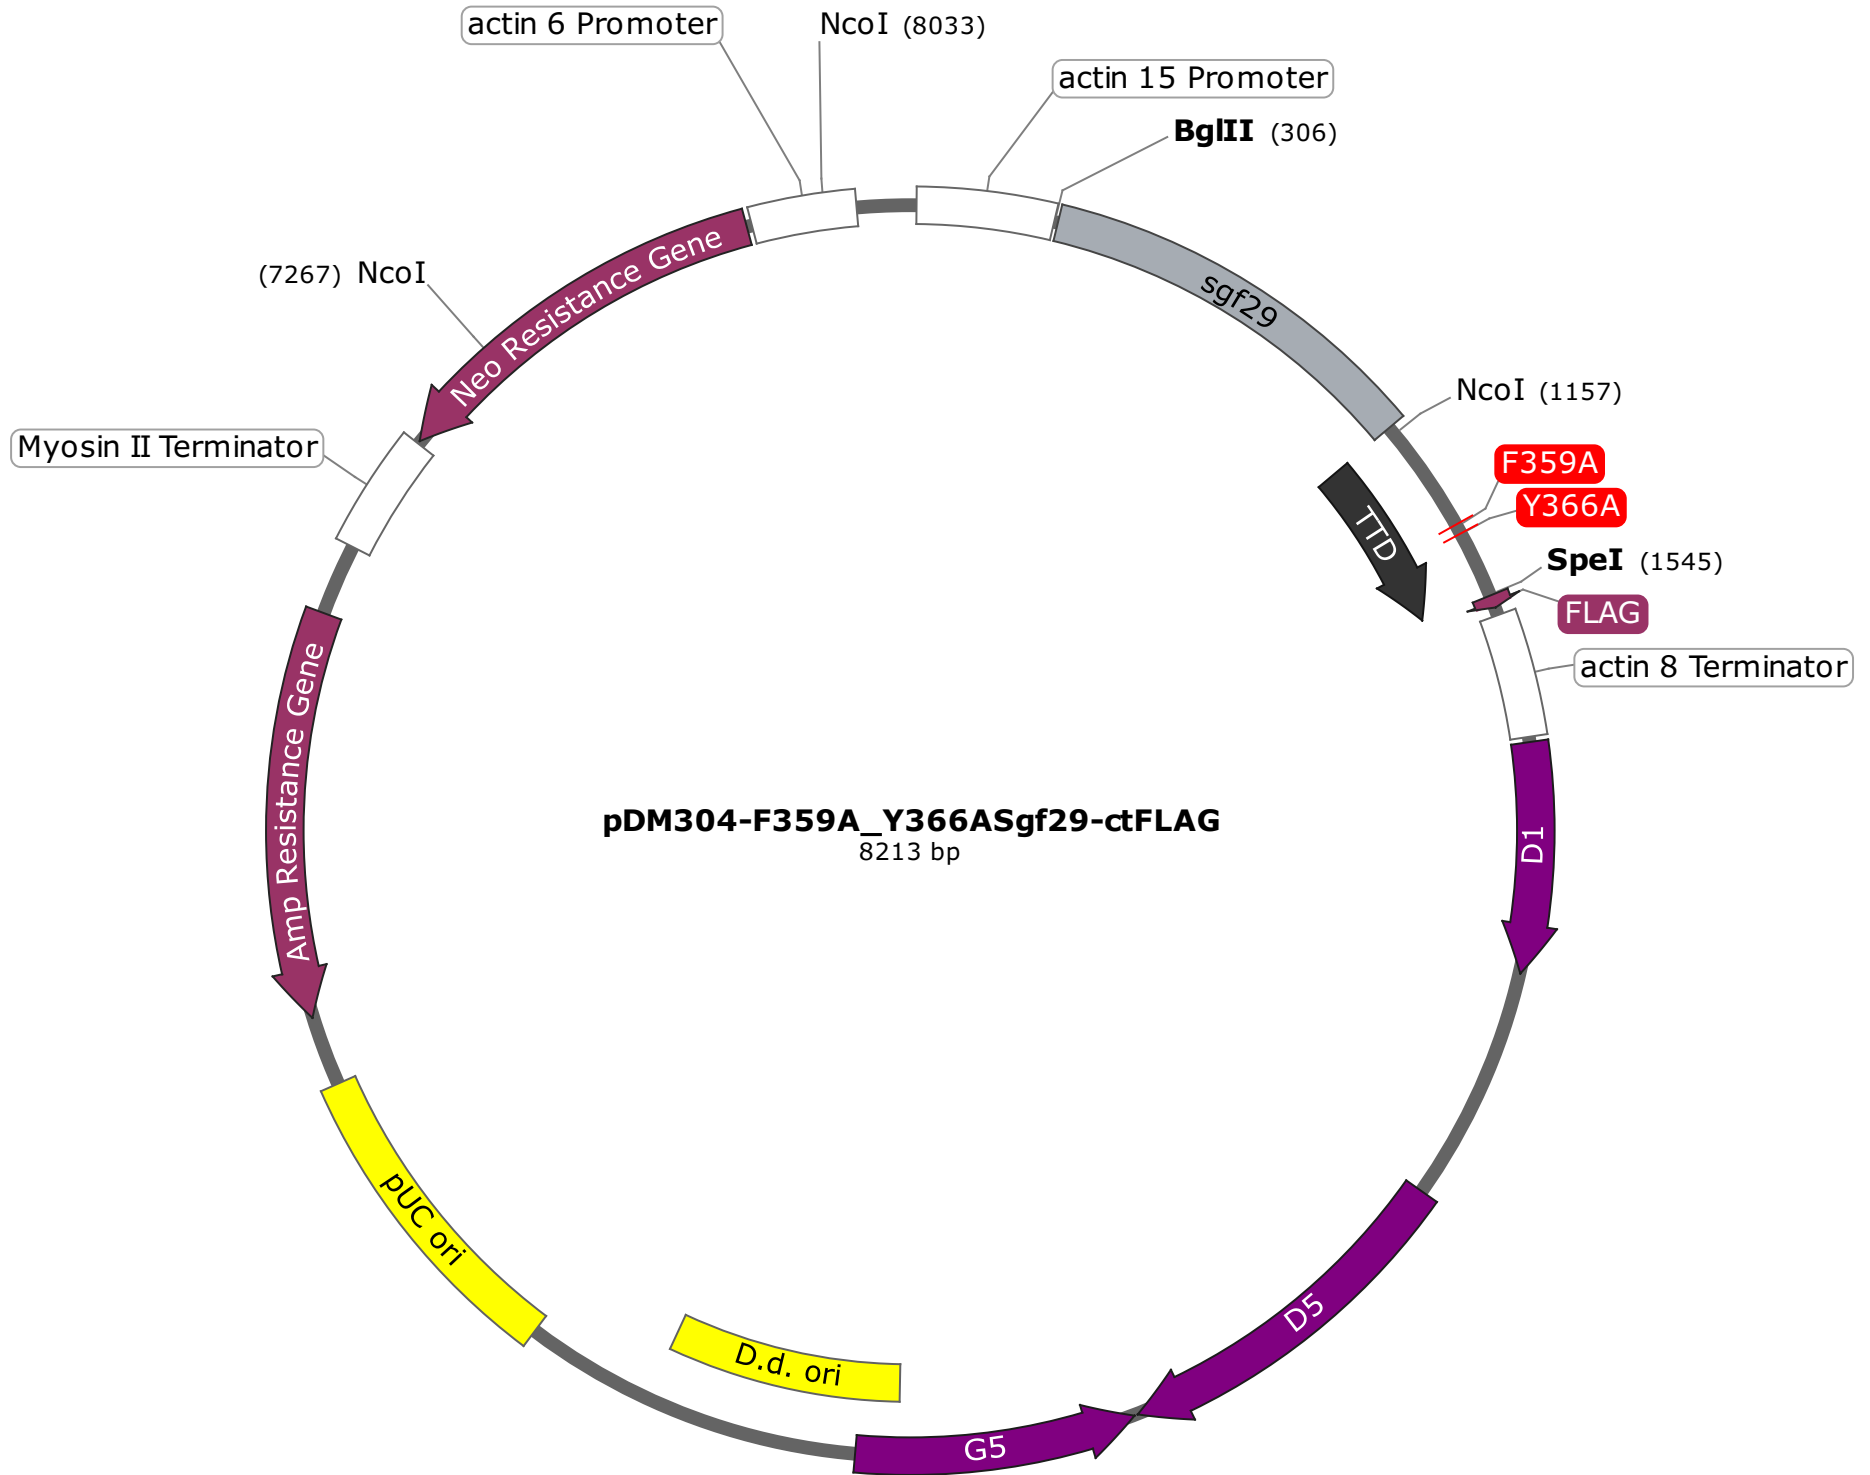 actin 6 Promoter
NcoI (8033)
actin 15 Promoter
BglII (306)
sgf29
(7267) NcoI
Neo Resistance Gene
NcoI (1157)
Myosin II Terminator
F359A
Y366A
TTD
SpeI (1545)
FLAG
actin 8 Terminator
Amp Resistance Gene
pDM304-F359A_Y366ASgf29-ctFLAG
8213 bp
D1
pUC ori
D5
D.d. ori
G5